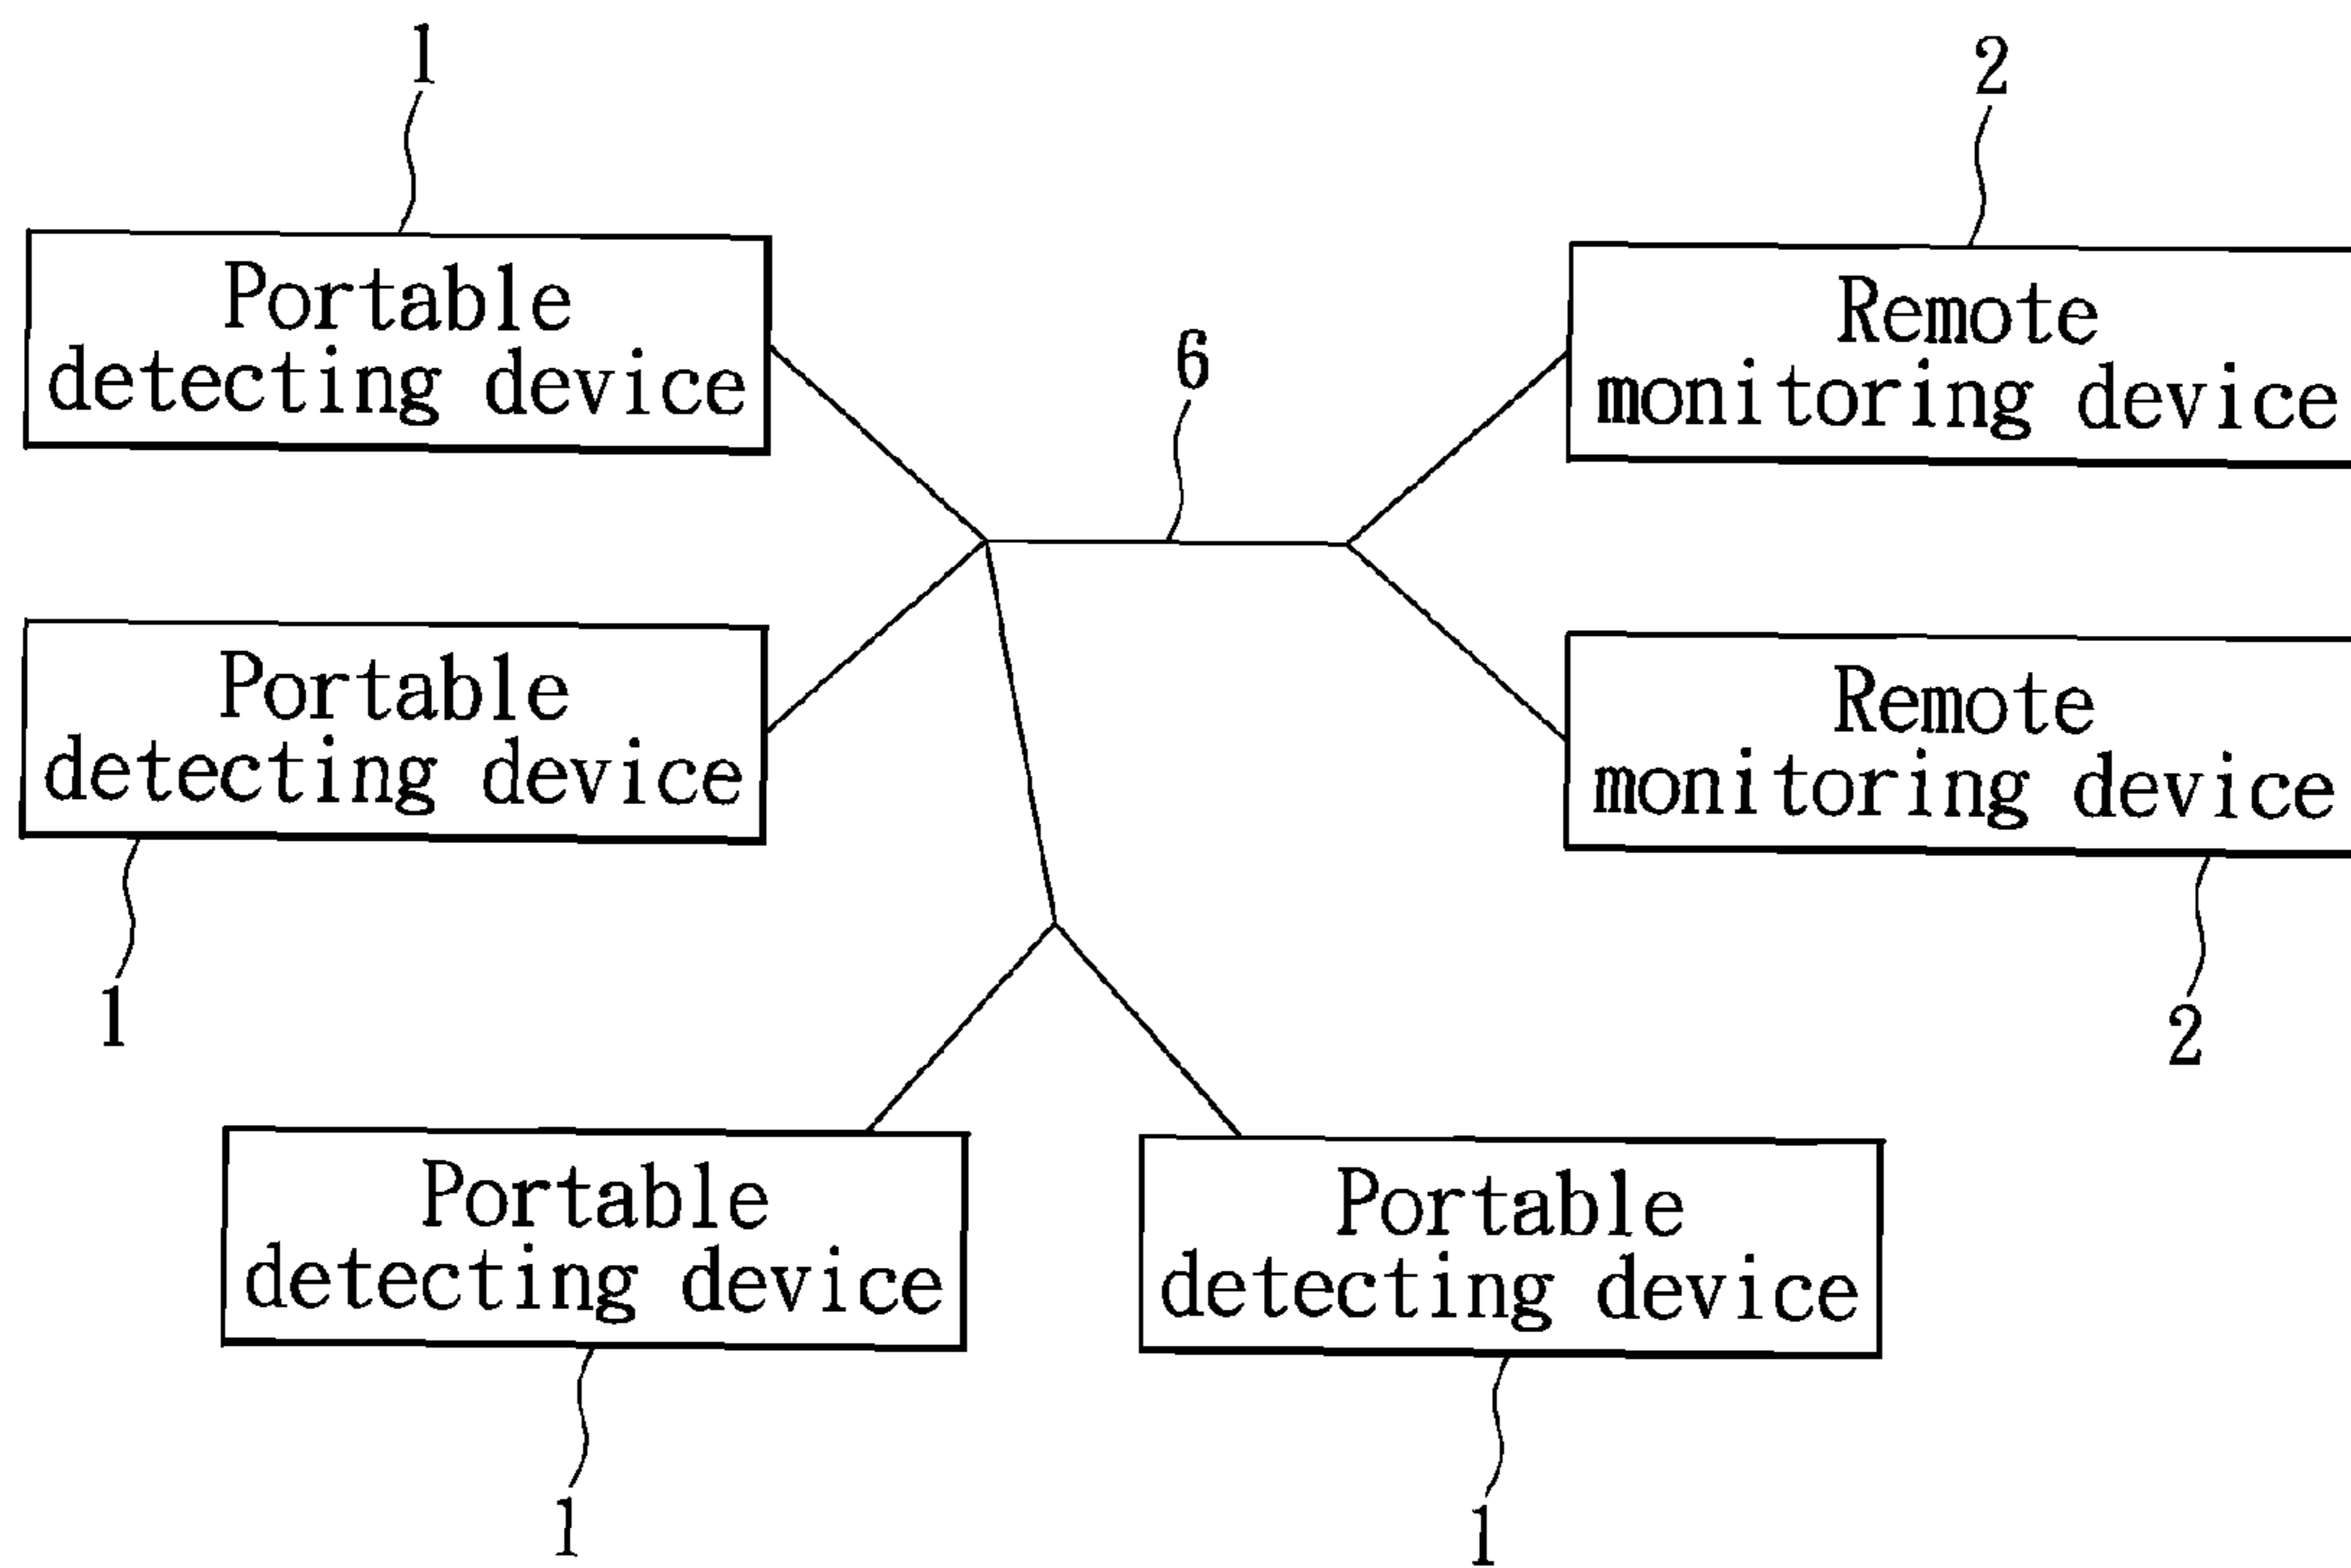 1
2
Portable
detecting device
Remote
monitoring device
6
Portable
detecting device
Remote
monitoring device
1
2
Portable
detecting device
Portable
detecting device
1
1